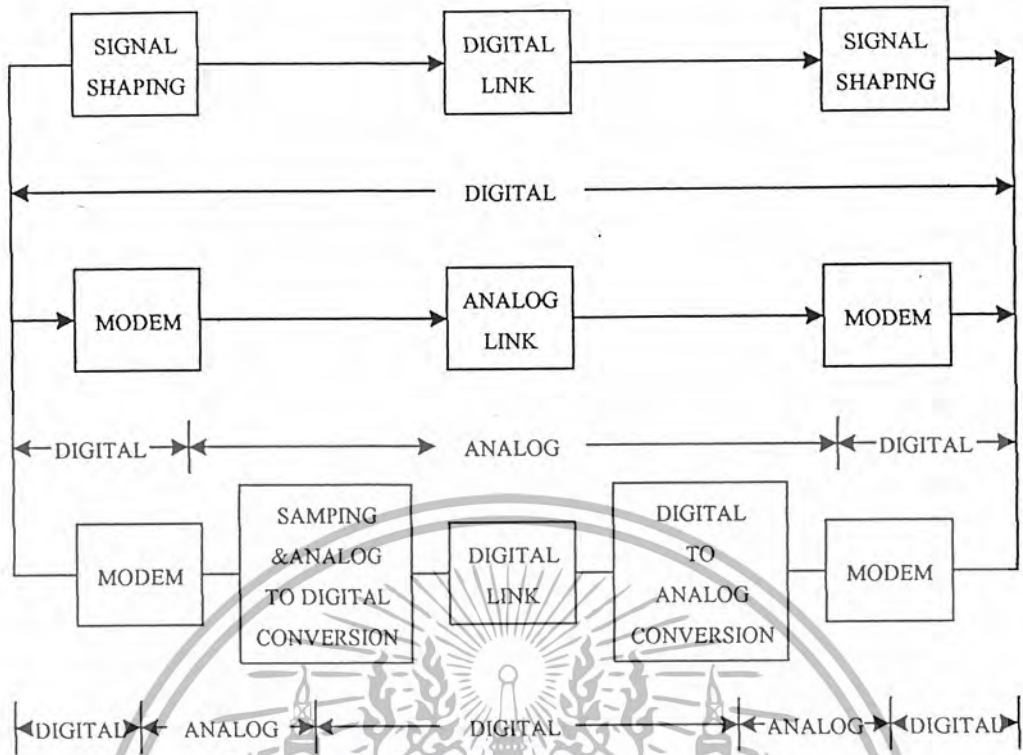 SIGNAL
SHAPING
DIGITAL
LINK
SIGNAL
SHAPING
DIGITAL
MODEM
ANALOG
LINK
MODEM
DIGITAL
ANALOG
DIGITAL
MODEM
SAMPING
&ANALOG
TO DIGITAL
CONVERSION
DIGITAL
LINK
DIGITAL
TO
ANALOG
CONVERSION
MODEM
DIGITAL
ANALOG
DIGITAL
ANALOG
DIGITAL